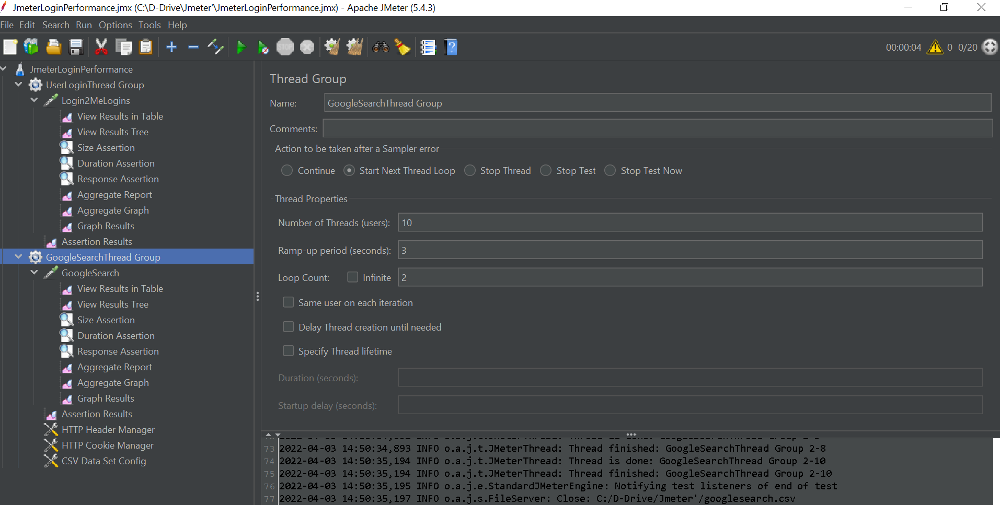 JmeterLoginPerformance.jmx (C:\D-Drive\Jmeter'\JmeterLoginPerformance.jmx) - Apache JMeter (5.4.3)
File Edit Search Run Options Tools Help
STOP
?
00:00:04 0 0/20
JmeterLoginPerformance
UserLoginThread Group
Login2MeLogins
View Results in Table
View Results Tree
Size Assertion
Duration Assertion
Response Assertion
Aggregate Report
Aggregate Graph
Graph Results
Assertion Results
GoogleSearchThread Group
GoogleSearch
View Results in Table
View Results Tree
Size Assertion
Duration Assertion
Response Assertion
Aggregate Report
Aggregate Graph
Graph Results
Assertion Results
HTTP Header Manager
HTTP Cookie Manager
CSV Data Set Config
Thread Group
Name: GoogleSearchThread Group
Comments:
Action to be taken after a Sampler error
Continue Start Next Thread Loop Stop Thread Stop Test Stop Test Now
Thread Properties
Number of Threads (users): 10
Ramp-up period (seconds): 3
Loop Count: Infinite 2
Same user on each iteration
Delay Thread creation until needed
Specify Thread lifetime
Duration (seconds):
Startup delay (seconds):
73 2022-04-03 14:50:34,893 INFO o.a.j.t.JMeterThread: Thread finished: GoogleSearchThread Group 2-8
74 2022-04-03 14:50:35,194 INFO o.a.j.t.JMeterThread: Thread is done: GoogleSearchThread Group 2-10
75 2022-04-03 14:50:35,194 INFO o.a.j.t.JMeterThread: Thread finished: GoogleSearchThread Group 2-10
76 2022-04-03 14:50:35,195 INFO o.a.j.e.StandardJMeterEngine: Notifying test listeners of end of test
77 2022-04-03 14:50:35,197 INFO o.a.j.s.FileServer: Close: C:/D-Drive/Jmeter'/googlesearch.csv